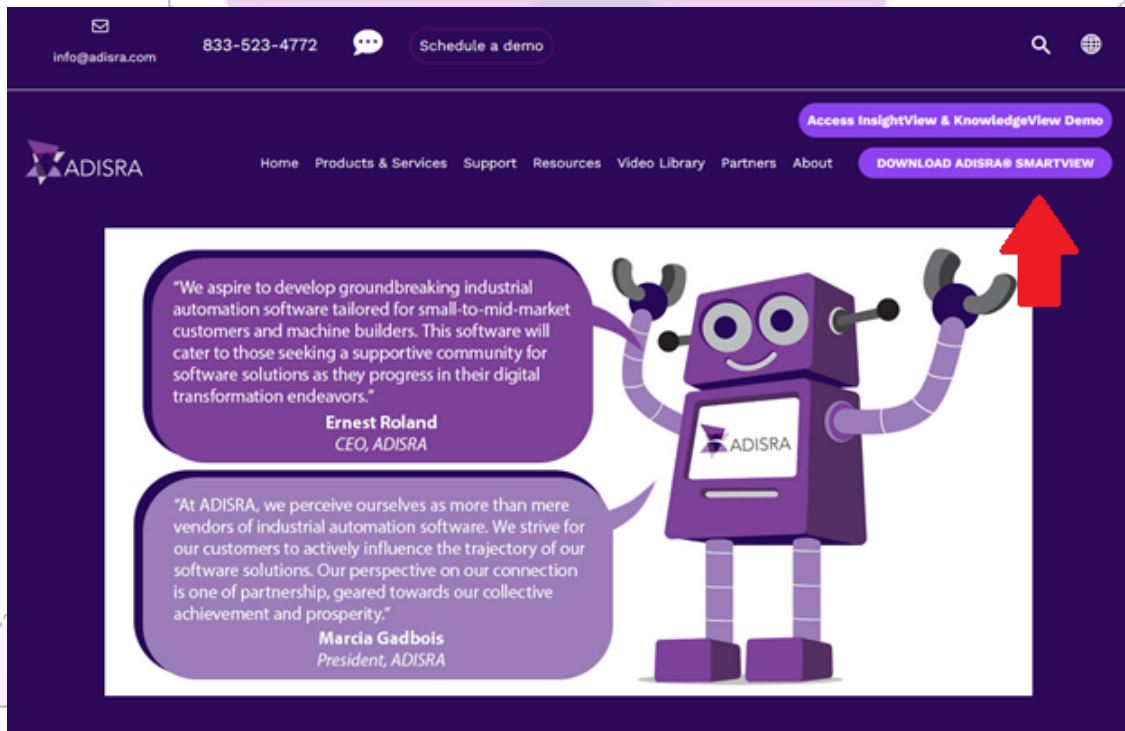 info@adisra.com
833-523-4772
Schedule a demo
Access InsightView & KnowledgeView Demo
ADISRA
Home Products & Services Support Resources Video Library Partners About
DOWNLOAD ADISRA® SMARTVIEW
“We aspire to develop groundbreaking industrial
automation software tailored for small-to-mid-market
customers and machine builders. This software will
cater to those seeking a supportive community for
software solutions as they progress in their digital
transformation endeavors.”
Ernest Roland
CEO, ADISRA
ADISRA
“At ADISRA, we perceive ourselves as more than mere
vendors of industrial automation software. We strive for
our customers to actively influence the trajectory of our
software solutions. Our perspective on our connection
is one of partnership, geared towards our collective
achievement and prosperity.”
Marcia Gadbois
President, ADISRA